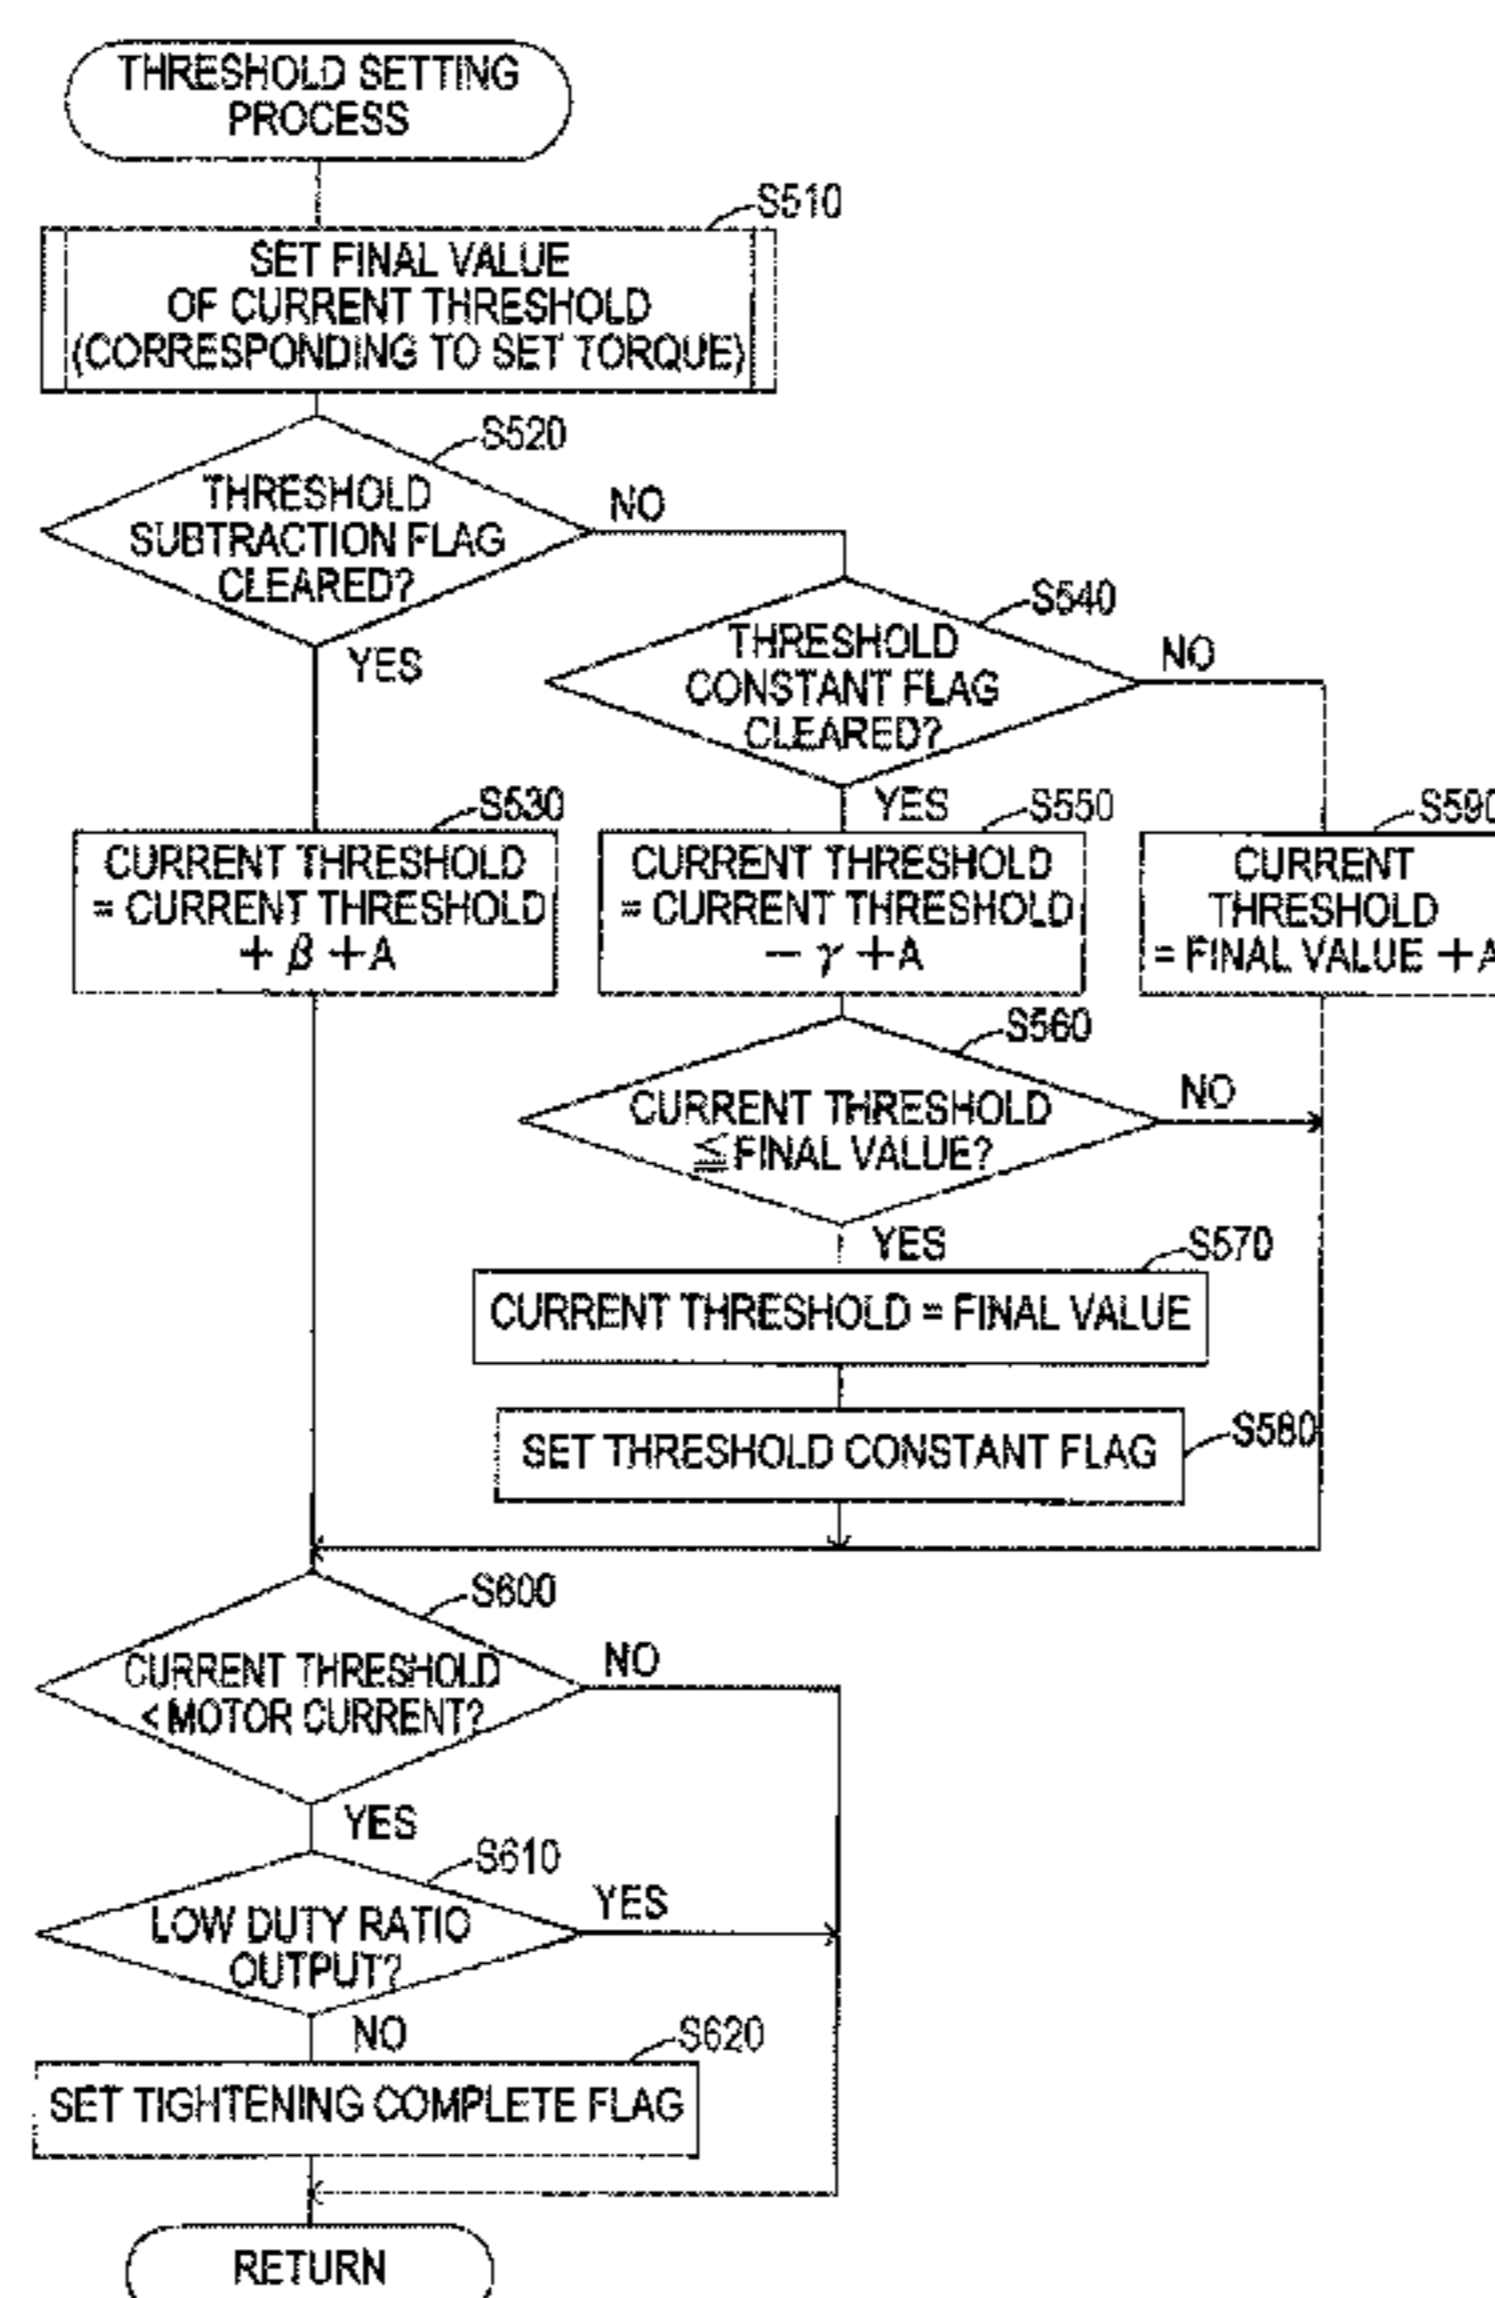 THRESHOLD SETTING
PROCESS
S510
SET FINAL VALUE
OF CURRENT THRESHOLD
(CORRESPONDING TO SET TORQUE)
S520
THRESHOLD
SUBTRACTION FLAG
CLEARED?
NO
YES
S540
THRESHOLD
CONSTANT FLAG
CLEARED?
NO
YES
S530
CURRENT THRESHOLD
= CURRENT THRESHOLD
+ β + A
S550
CURRENT THRESHOLD
= CURRENT THRESHOLD
− γ + A
S590
CURRENT
THRESHOLD
= FINAL VALUE + A
S560
CURRENT THRESHOLD
≦ FINAL VALUE?
NO
YES
S570
CURRENT THRESHOLD = FINAL VALUE
SET THRESHOLD CONSTANT FLAG
S580
S600
CURRENT THRESHOLD
< MOTOR CURRENT?
NO
YES
S610
LOW DUTY RATIO
OUTPUT?
YES
NO
S620
SET TIGHTENING COMPLETE FLAG
RETURN